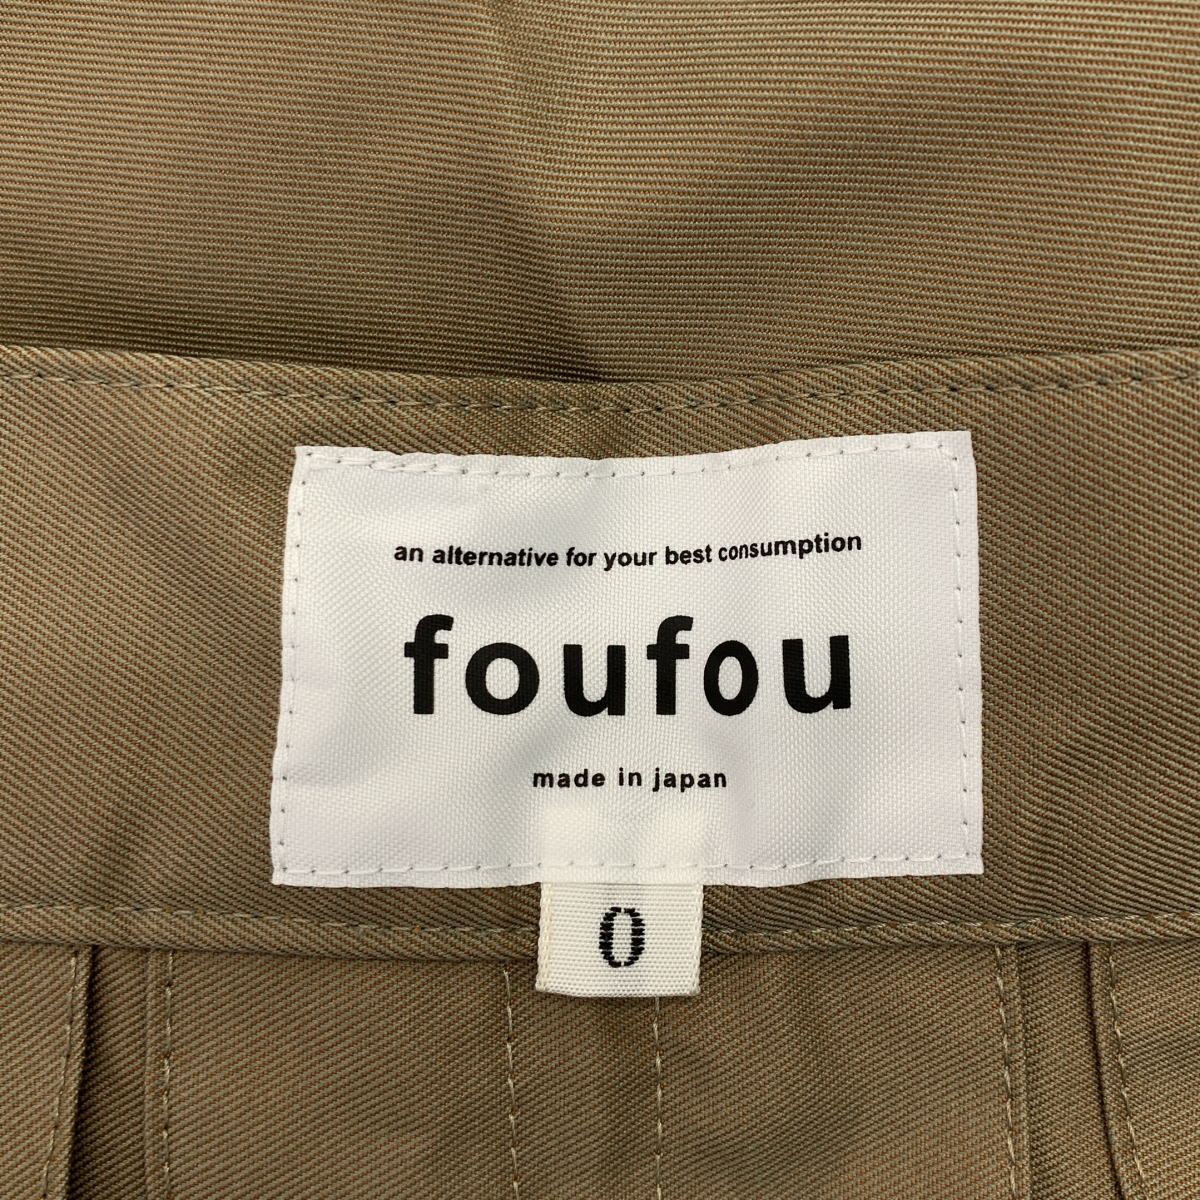 an alternative for your best consumption
foufou
made in japan
0